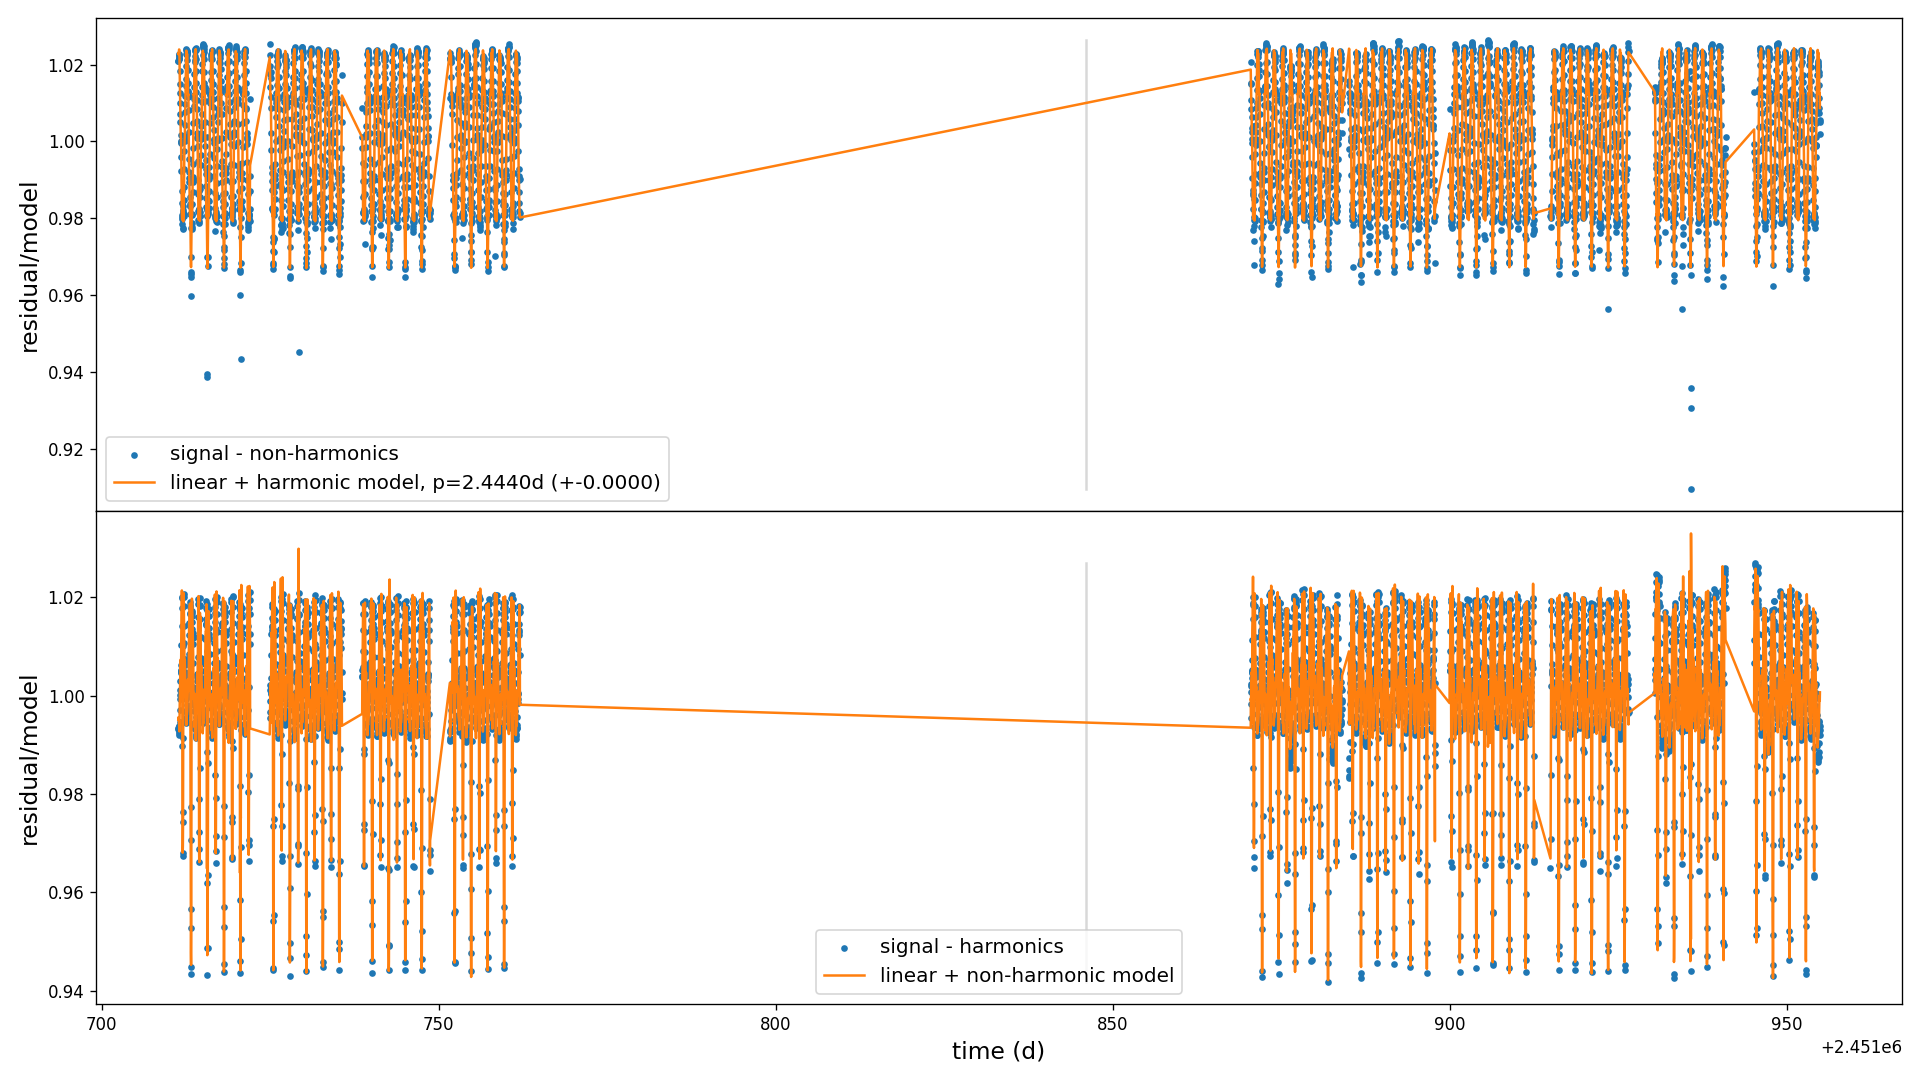 residual/model
1.02
1.00
0.98
0.96
0.94
0.92
signal - non-harmonics
linear + harmonic model, p=2.4440d (+-0.0000)
residual/model
1.02
1.00
0.98
0.96
0.94
signal - harmonics
linear + non-harmonic model
700 750 800 850 900 950
+2.451e6
time (d)